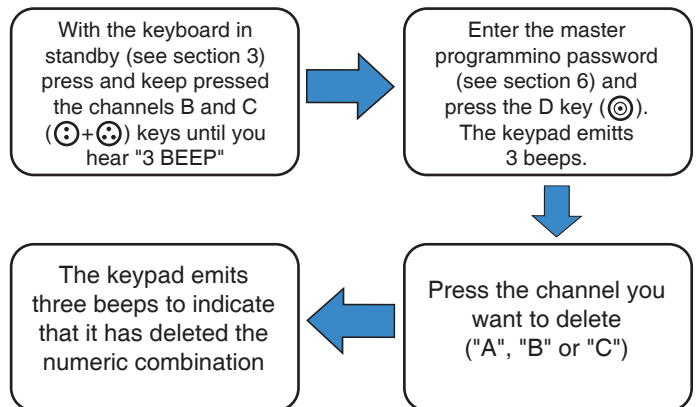 With the keyboard in
standby (see section 3)
press and keep pressed
the channels B and C
(+) keys until you
hear "3 BEEP"
Enter the master
programmino password
(see section 6) and
press the D key ().
The keypad emitts
3 beeps.
Press the channel you
want to delete
("A", "B" or "C")
The keypad emits
three beeps to indicate
that it has deleted the
numeric combination